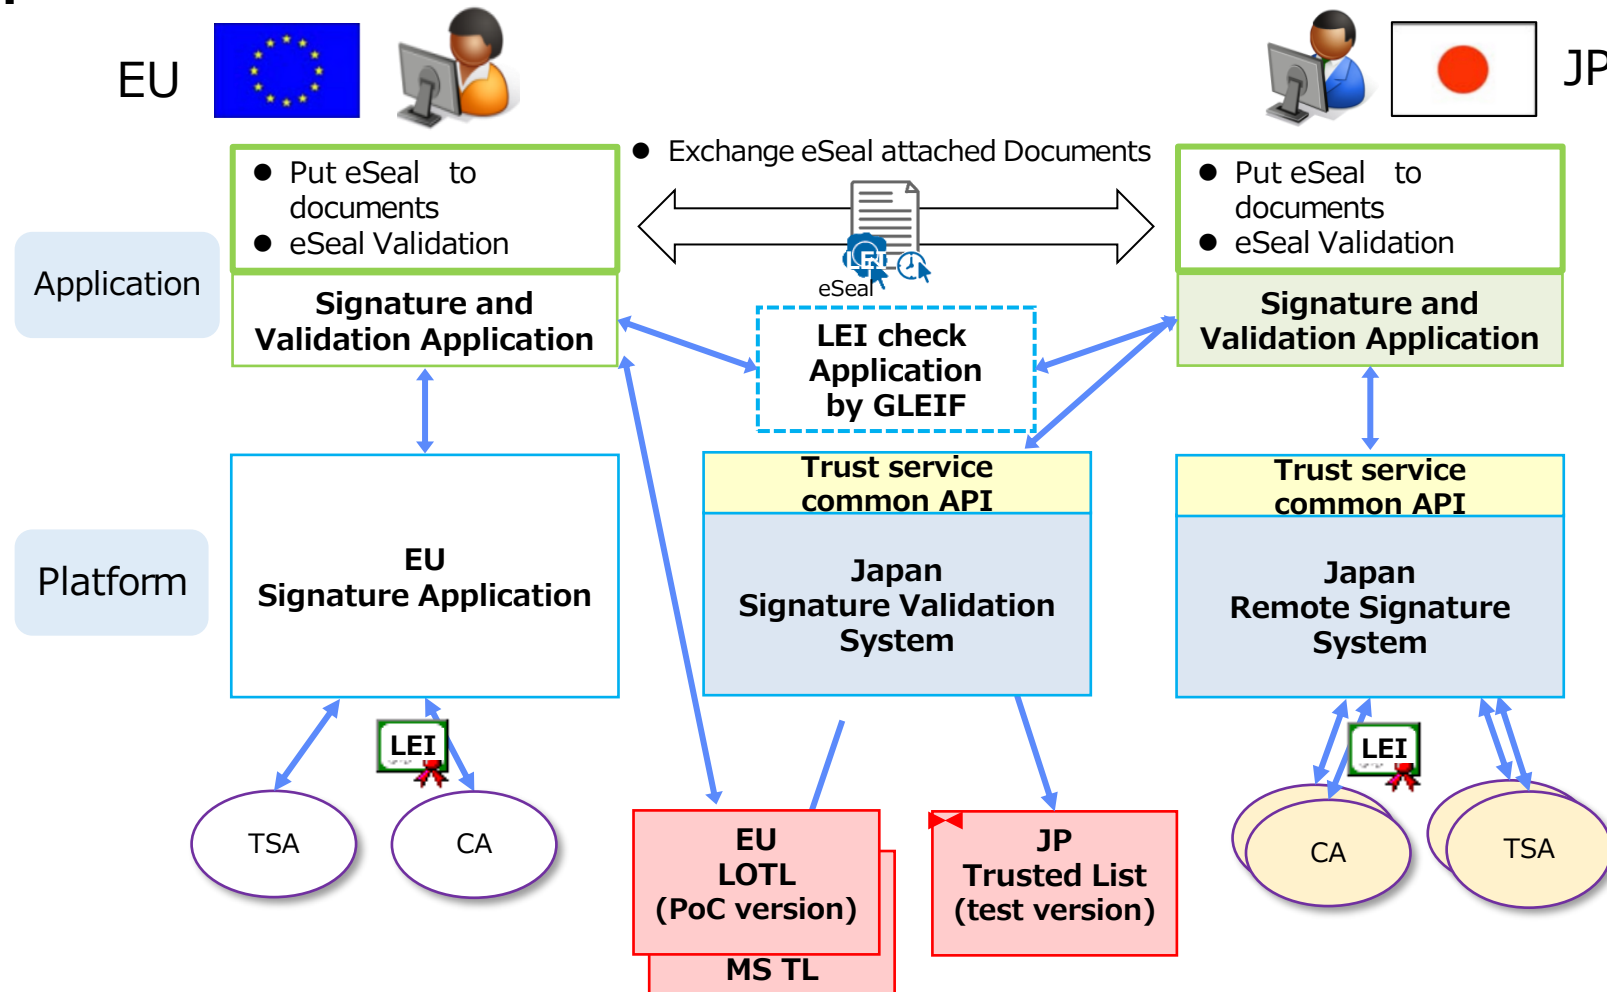 EU
JP
● Exchange eSeal attached Documents
● Put eSeal to
documents
● eSeal Validation
● Put eSeal to
documents
● eSeal Validation
LEI
eSeal
Application
Signature and
Validation Application
LEI check
Application
by GLEIF
Signature and
Validation Application
Platform
EU
Signature Application
Trust service
common API
Japan
Signature Validation
System
Trust service
common API
Japan
Remote Signature
System
LEI
LEI
TSA
CA
EU
LOTL
(PoC version)
MS TL
JP
Trusted List
(test version)
CA
TSA